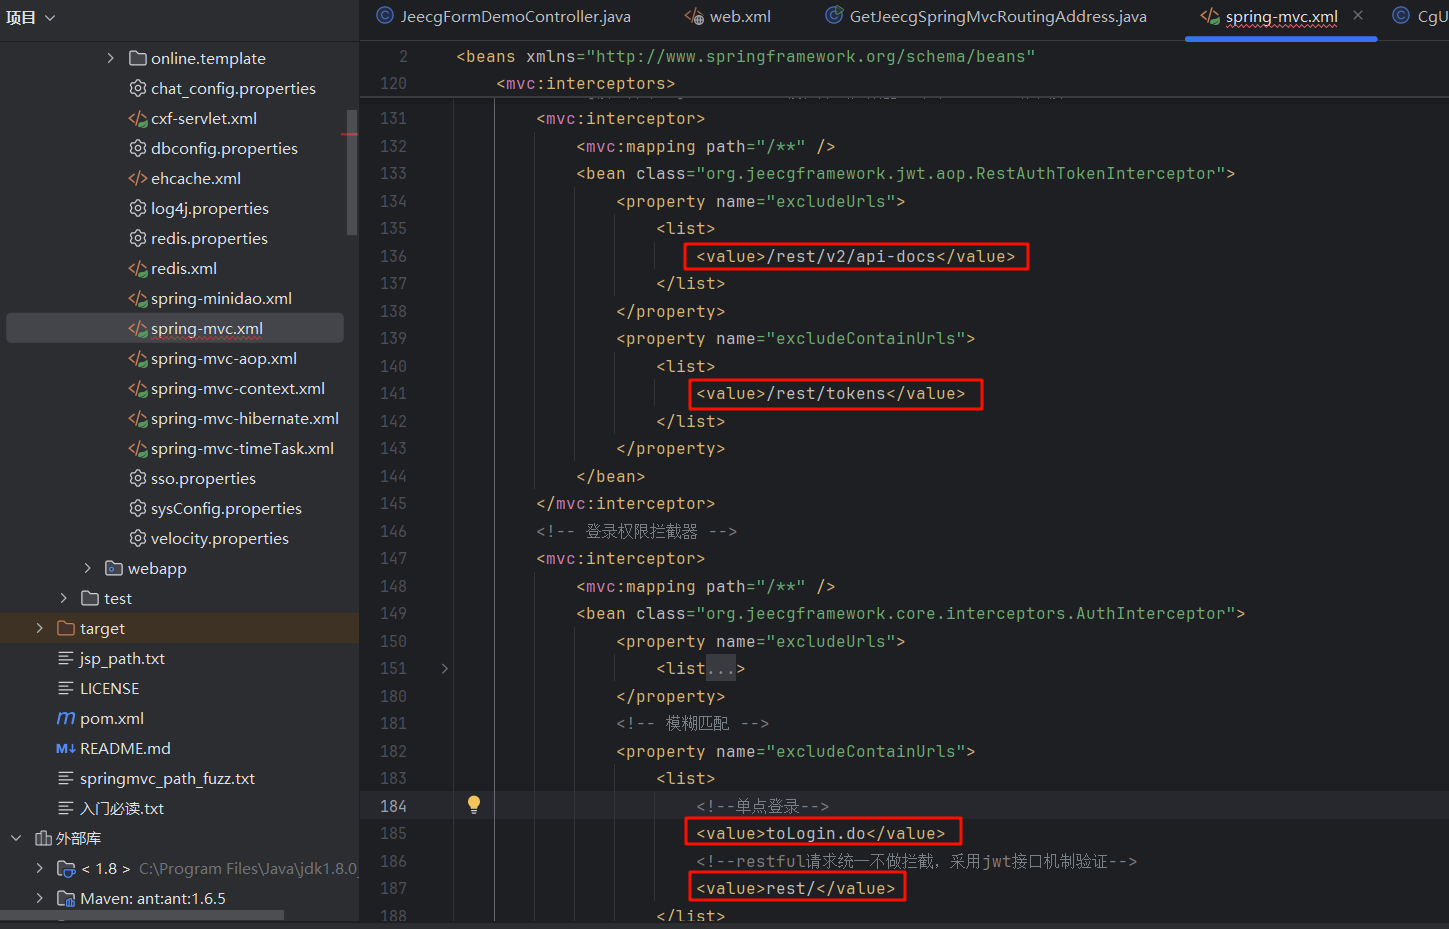 项目
JeecgFormDemoController.java
web.xml
GetJeecgSpringMvcRoutingAddress.java
spring-mvc.xml
CgU
online.template
chat_config.properties
cxf-servlet.xml
dbconfig.properties
ehcache.xml
log4j.properties
redis.properties
redis.xml
spring-minidao.xml
spring-mvc.xml
spring-mvc-aop.xml
spring-mvc-context.xml
spring-mvc-hibernate.xml
spring-mvc-timeTask.xml
sso.properties
sysConfig.properties
velocity.properties
webapp
test
target
jsp_path.txt
LICENSE
pom.xml
README.md
springmvc_path_fuzz.txt
入门必读.txt
外部库
< 1.8 > C:\Program Files\Java\jdk1.8.0_
Maven: ant:ant:1.6.5
2 <beans xmlns="http://www.springframework.org/schema/beans"
120 <mvc:interceptors>
131 <mvc:interceptor>
132 <mvc:mapping path="/**" />
133 <bean class="org.jeecgframework.jwt.aop.RestAuthTokenInterceptor">
134 <property name="excludeUrls">
135 <list>
136 <value>/rest/v2/api-docs</value>
137 </list>
138 </property>
139 <property name="excludeContainUrls">
140 <list>
141 <value>/rest/tokens</value>
142 </list>
143 </property>
144 </bean>
145 </mvc:interceptor>
146 <!-- 登录权限拦截器 -->
147 <mvc:interceptor>
148 <mvc:mapping path="/**" />
149 <bean class="org.jeecgframework.core.interceptors.AuthInterceptor">
150 <property name="excludeUrls">
151 <list...>
180 </property>
181 <!-- 模糊匹配 -->
182 <property name="excludeContainUrls">
183 <list>
184 <!--单点登录-->
185 <value>toLogin.do</value>
186 <!--restful请求统一不做拦截，采用jwt接口机制验证-->
187 <value>rest/</value>
188 </list>